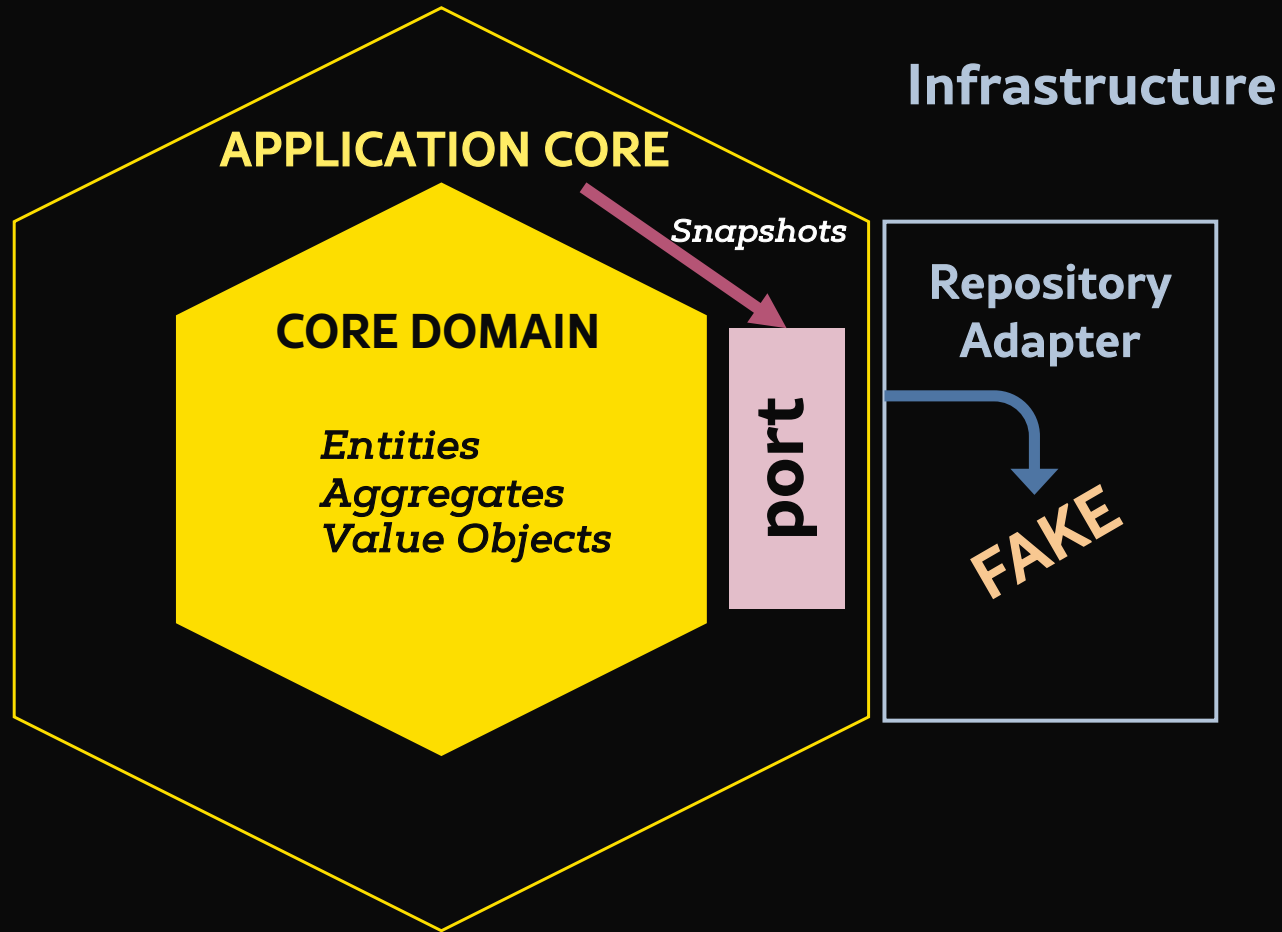 Infrastructure
APPLICATION CORE
Snapshots
Repository
Adapter
CORE DOMAIN
port
Entities
Aggregates
Value Objects
FAKE